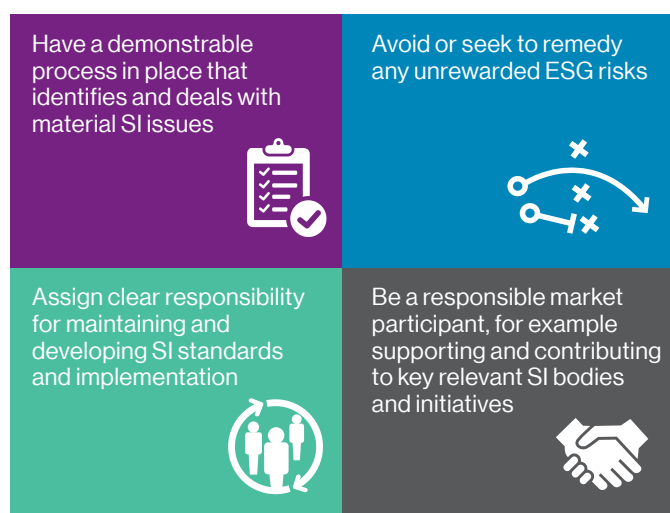 Have a demonstrable
process in place that
identifies and deals with
material SI issues
Avoid or seek to remedy
any unrewarded ESG risks
Assign clear responsibility
for maintaining and
developing SI standards
and implementation
Be a responsible market
participant, for example
supporting and contributing
to key relevant SI bodies
and initiatives